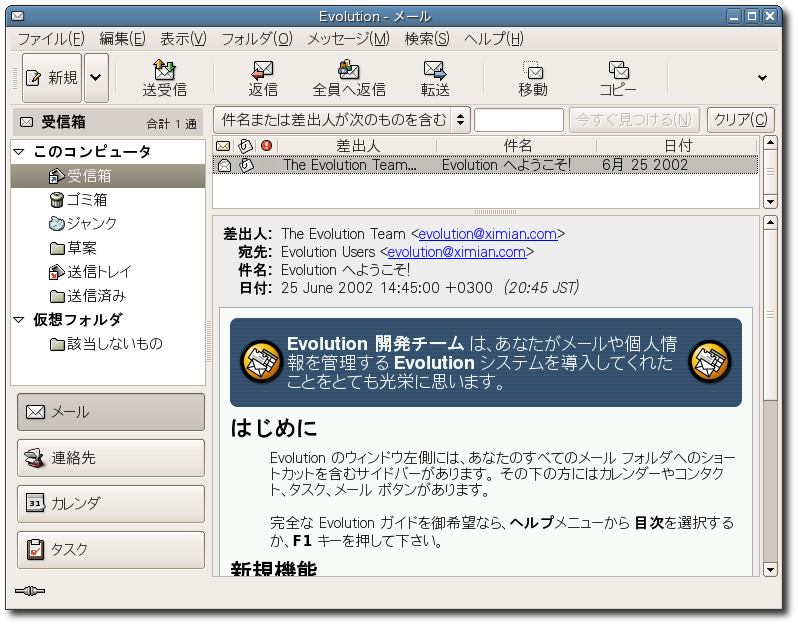 Evolution - メール
ファイル(F) 編集(E) 表示(V) フォルダ(O) メッセージ(M) 検索(S) ヘルプ(H)
新規 送受信 返信 全員へ返信 転送 移動 コピー
受信箱 合計 1 通
件名または差出人が次のものを含む 今すぐ見つける(N) クリア(C)
このコンピュータ
受信箱
ゴミ箱
ジャンク
草案
送信トレイ
送信済み
仮想フォルダ
該当しないもの
メール
連絡先
31 カレンダ
タスク
差出人 件名 日付
The Evolution Team... Evolution へようこそ! 6月 25 2002
差出人: The Evolution Team <evolution@ximian.com>
宛先: Evolution Users <evolution@ximian.com>
件名: Evolution へようこそ!
日付: 25 June 2002 14:45:00 +0300 (20:45 JST)
Evolution 開発チーム は、あなたがメールや個人情
報を管理する Evolution システムを導入してくれた
ことをとても光栄に思います。
はじめに
Evolution のウィンドウ左側には、あなたのすべてのメール フォルダへのショー
トカットを含むサイドバーがあります。 その下の方にはカレンダーやコンタク
ト、タスク、メール ボタンがあります。
完全な Evolution ガイドを御希望なら、ヘルプメニューから 目次を選択する
か、F1 キーを押して下さい。
新規機能